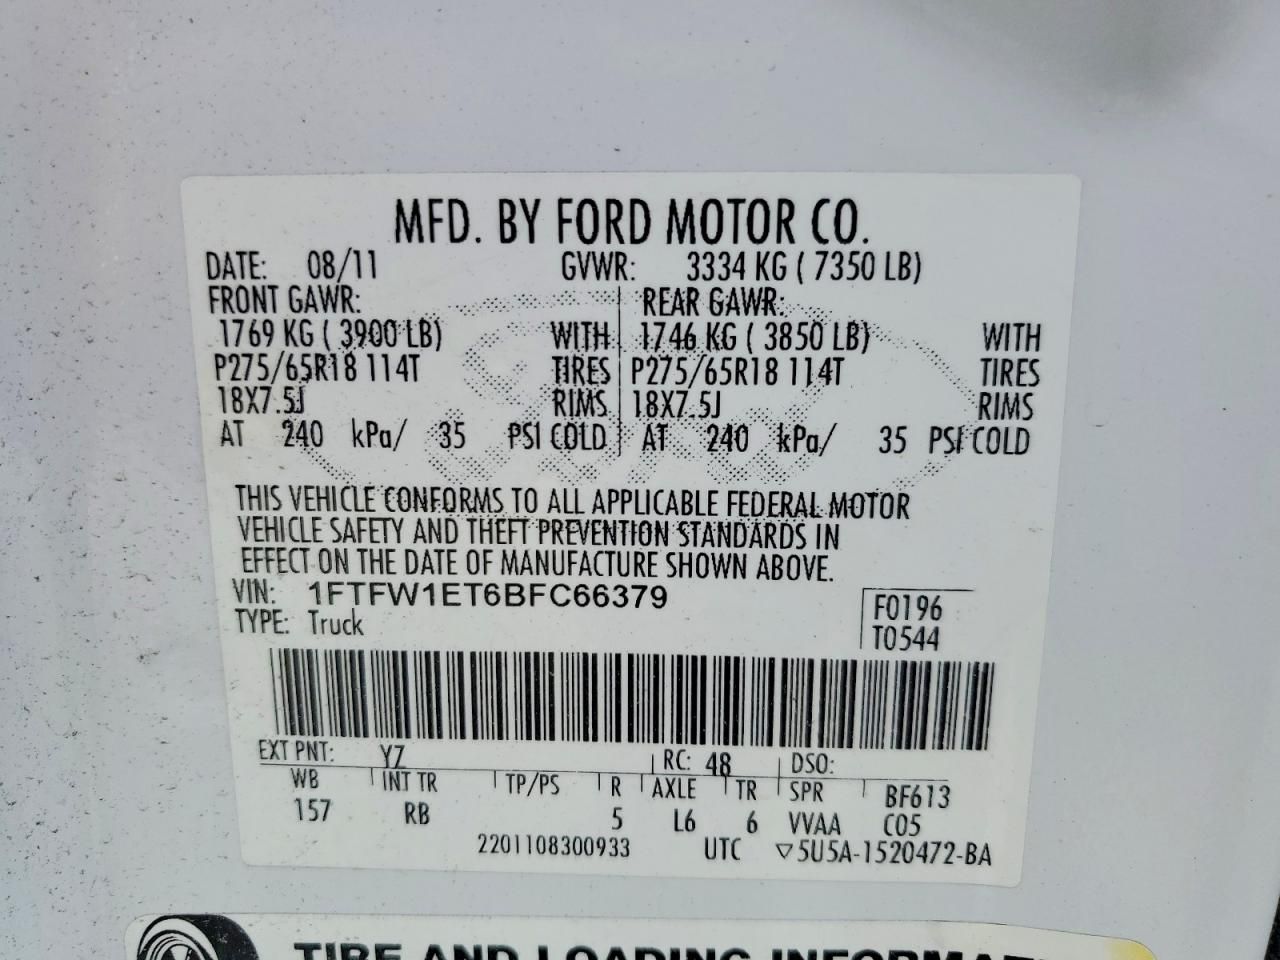 MFD. BY FORD MOTOR CO.
DATE: 08/11 GVWR: 3334 KG ( 7350 LB)
FRONT GAWR: REAR GAWR:
1769 KG ( 3900 LB) WITH 1746 KG ( 3850 LB) WITH
P275/65R18 114T TIRES P275/65R18 114T TIRES
18X7.5J RIMS 18X7.5J RIMS
AT 240 kPa/ 35 PSI COLD AT 240 kPa/ 35 PSI COLD
THIS VEHICLE CONFORMS TO ALL APPLICABLE FEDERAL MOTOR
VEHICLE SAFETY AND THEFT PREVENTION STANDARDS IN
EFFECT ON THE DATE OF MANUFACTURE SHOWN ABOVE.
VIN: 1FTFW1ET6BFC66379
TYPE: Truck
F0196
T0544
EXT PNT: YZ RC: 48 DSO:
WB INT TR TP/PS R AXLE TR SPR BF613
157 RB 5 L6 6 VVAA C05
2201108300933 UTC ▽5U5A-1520472-BA
TIRE AND LOADING INFORMATI